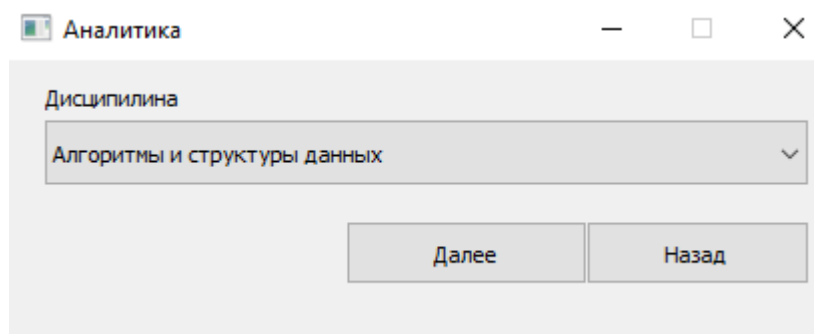 Аналитика
Дисципилина
Алгоритмы и структуры данных
Далее Назад